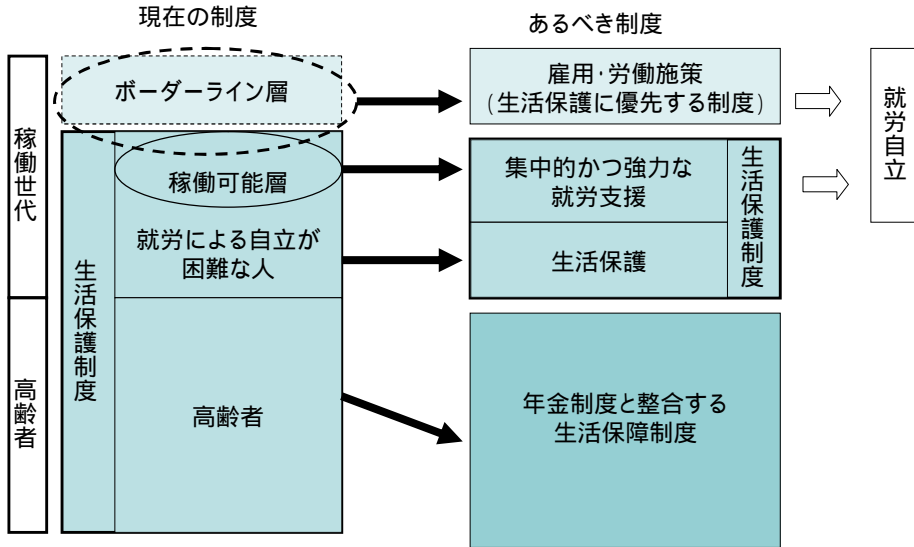 現在の制度
あるべき制度
稼働世代
高齢者
生活保護制度
ボーダーライン層
稼働可能層
就労による自立が
困難な人
高齢者
雇用・労働施策
(生活保護に優先する制度)
集中的かつ強力な
就労支援
生活保護
生活保護制度
年金制度と整合する
生活保障制度
就労自立